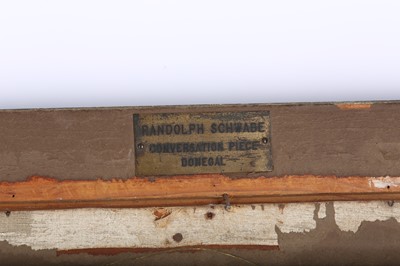 RANDOLPH SCHWABE
CONVERSATION PIECE
DONEGAL